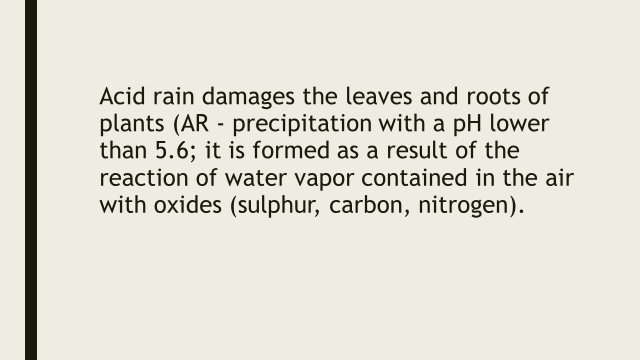 Acid rain damages the leaves and roots of
plants (AR - precipitation with a pH lower
than 5.6; it is formed as a result of the
reaction of water vapor contained in the air
with oxides (sulphur, carbon, nitrogen).